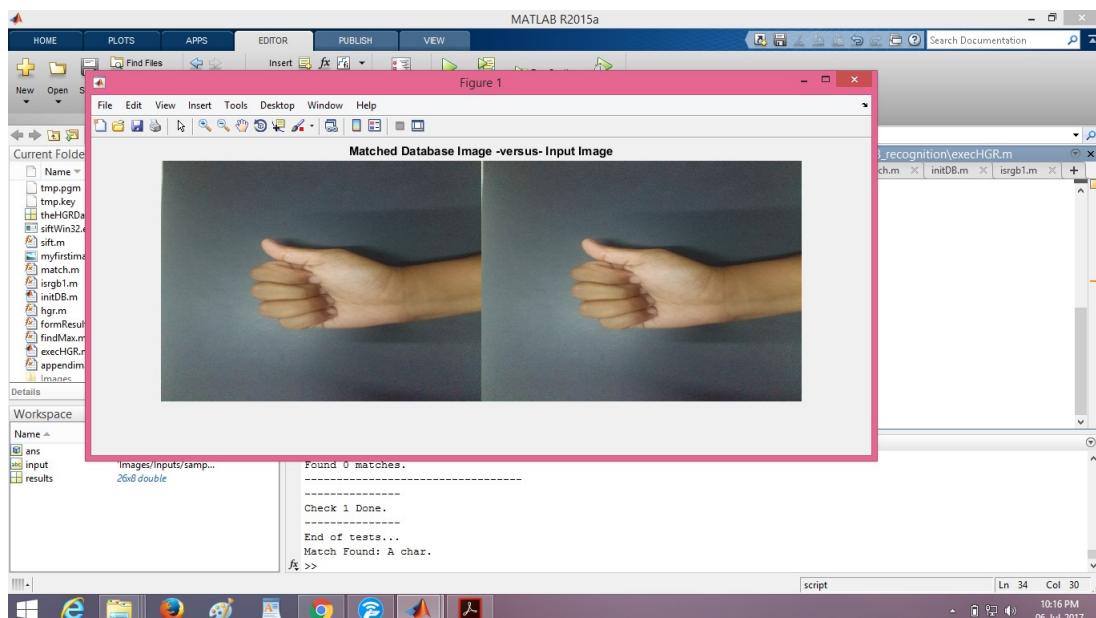 MATLAB R2015a
HOME PLOTS APPS EDITOR PUBLISH VIEW
Search Documentation
Find Files
Insert
New Open
Figure 1
File Edit View Insert Tools Desktop Window Help
Matched Database Image -versus- Input Image
Current Folde
_recognition\execHGR.m
ch.m initDB.m isrgb1.m
Name
tmp.pgm
tmp.key
theHGRDa
siftWin32.e
sift.m
myfirstima
match.m
isrgb1.m
initDB.m
hgr.m
formResul
findMax.m
execHGR.r
appendim
Images
Details
Workspace
Name
ans
input 'Images/Inputs/samp...
results 26x8 double
Found 0 matches.
-----------------------------------
---------------
Check 1 Done.
---------------
End of tests...
Match Found: A char.
fx >>
script Ln 34 Col 30
10:16 PM
06-Jul-2017